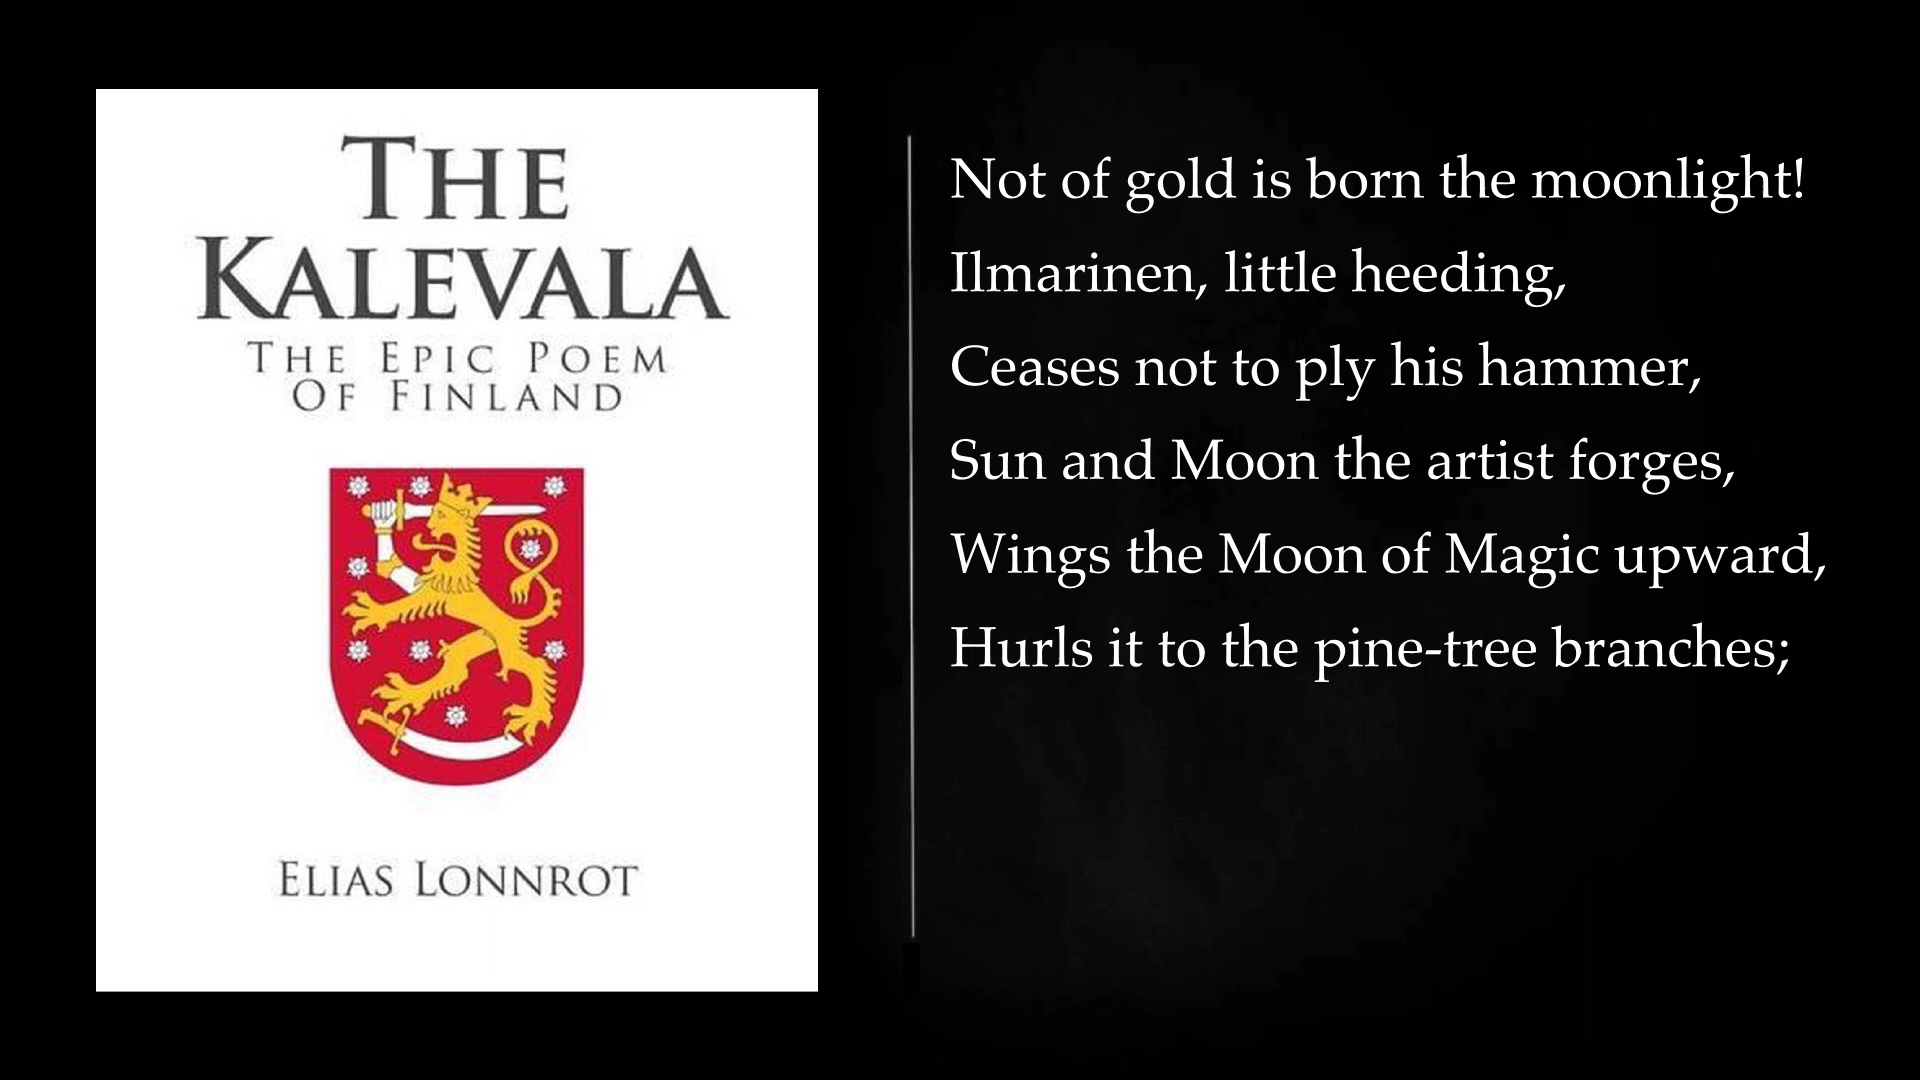 THE
KALEVALA
THE EPIC POEM
OF FINLAND
ELIAS LONNROT
Not of gold is born the moonlight!
Ilmarinen, little heeding,
Ceases not to ply his hammer,
Sun and Moon the artist forges,
Wings the Moon of Magic upward,
Hurls it to the pine-tree branches;